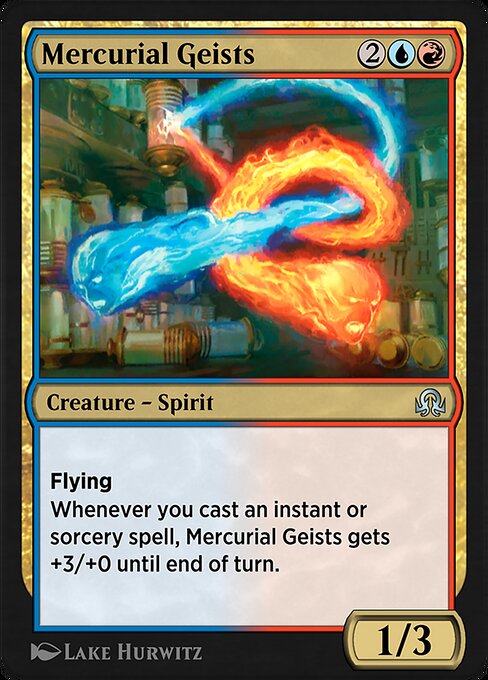 Mercurial Geists 2
Creature – Spirit
Flying
Whenever you cast an instant or
sorcery spell, Mercurial Geists gets
+3/+0 until end of turn.
1/3
Lake Hurwitz